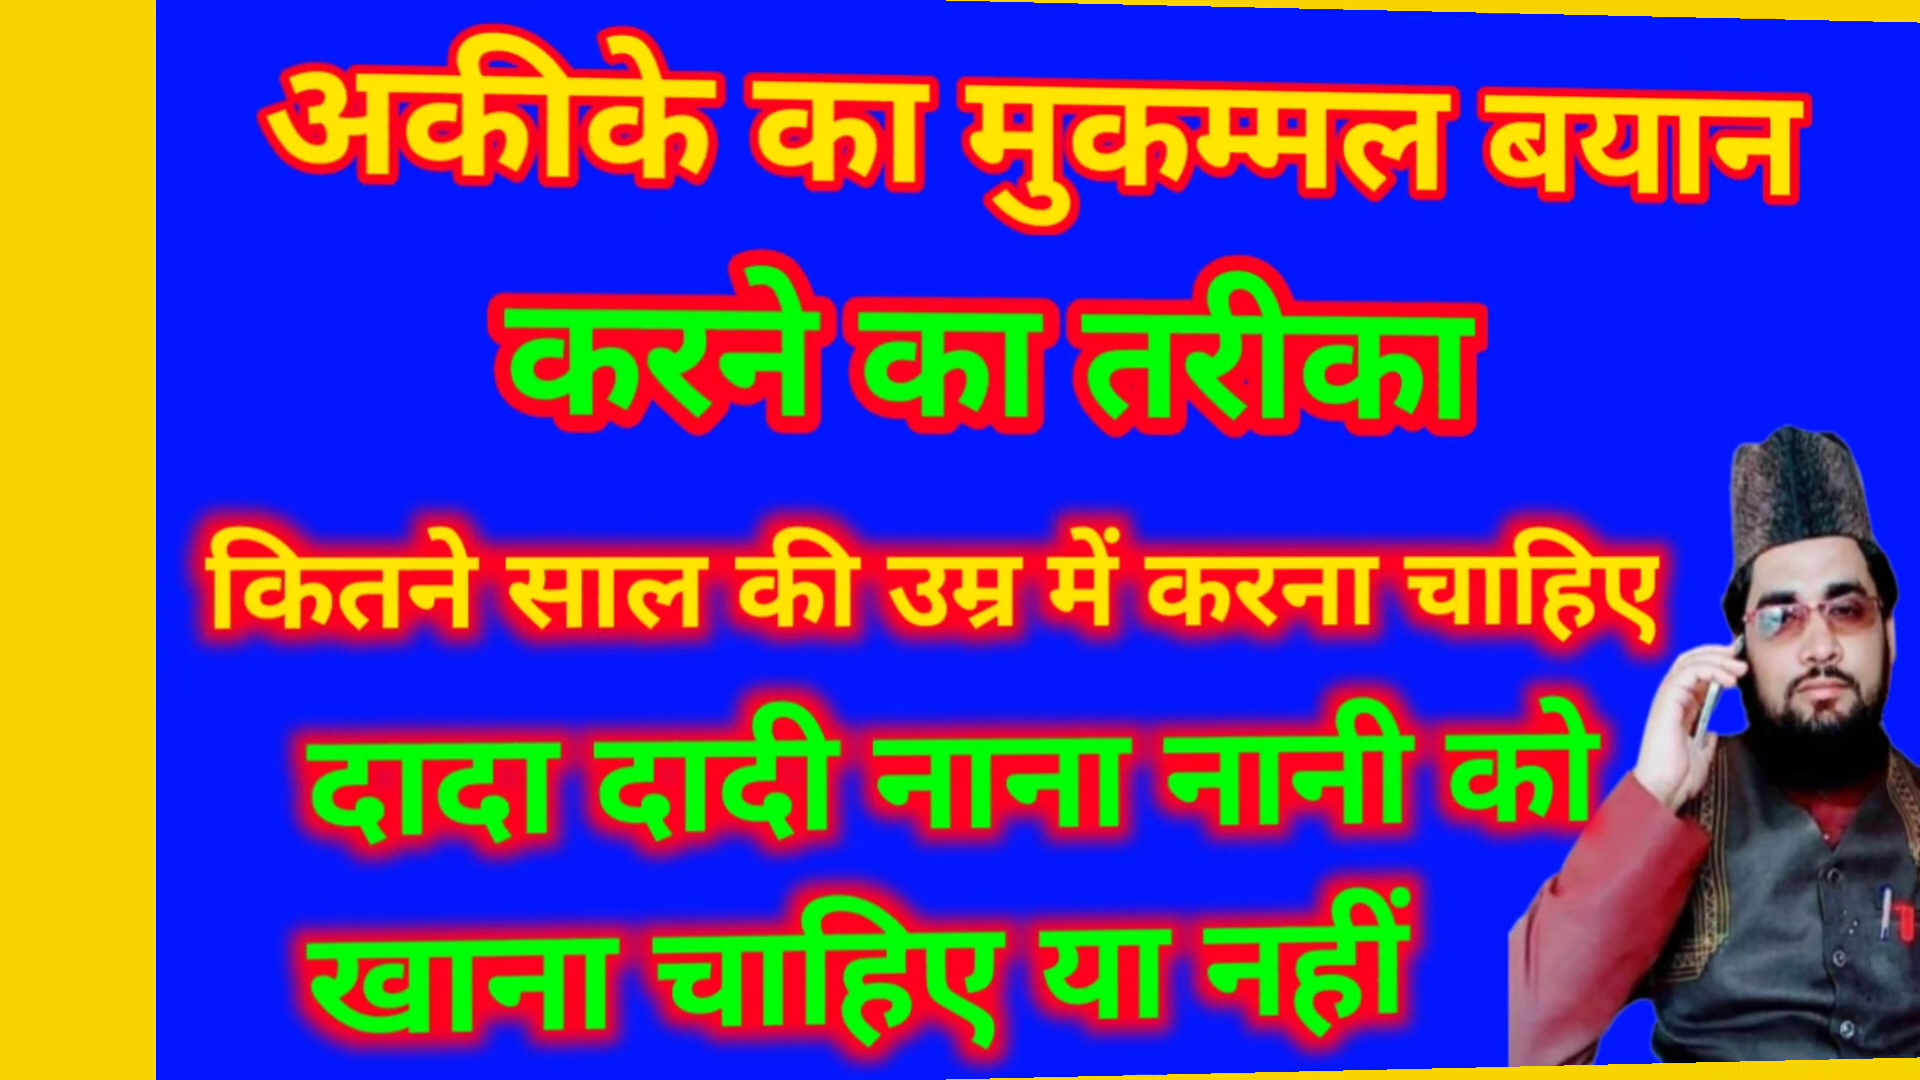 अकीके का मुकम्मल बयान
करने का तरीका
कितने साल की उम्र में करना चाहिए
दादा दादी नाना नानी को
खाना चाहिए या नहीं